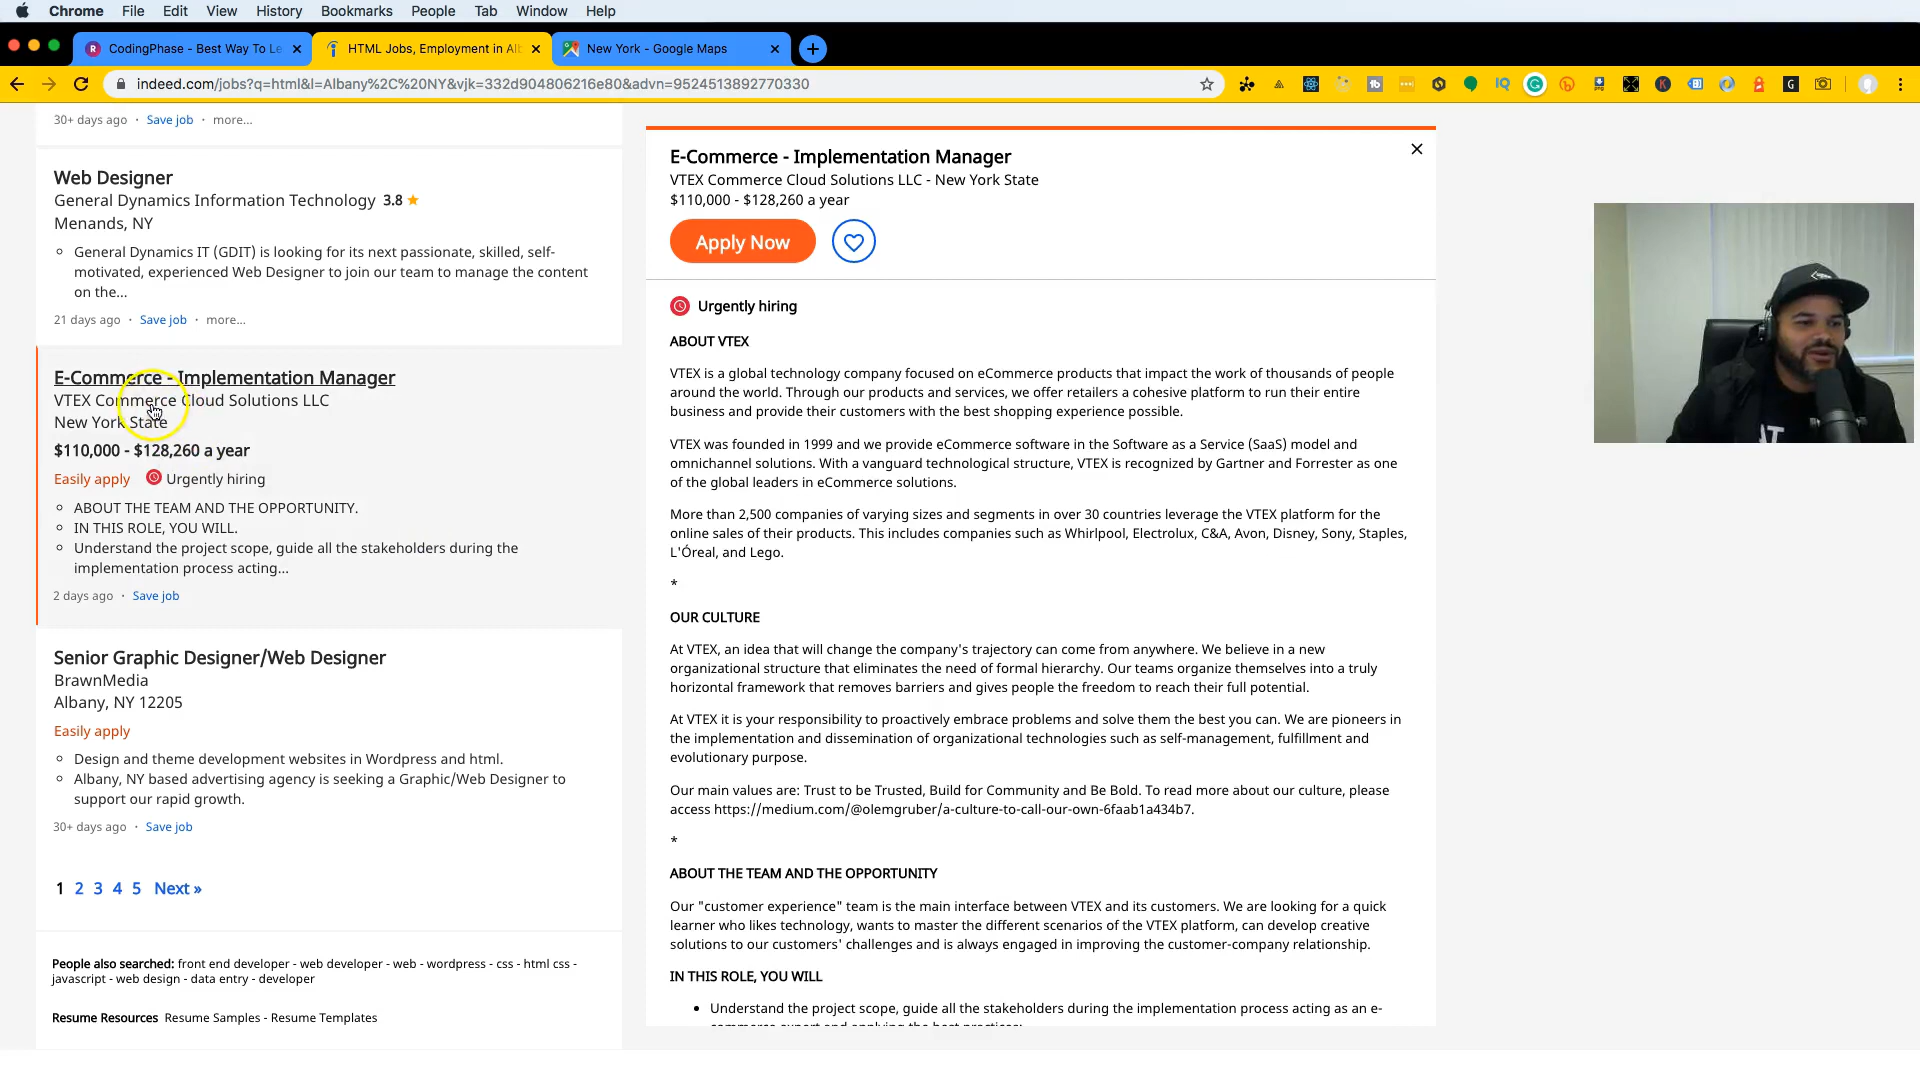 Chrome File Edit View History Bookmarks People Tab Window Help
CodingPhase - Best Way To Le
HTML Jobs, Employment in Alb
New York - Google Maps
indeed.com/jobs?q=html&l=Albany%2C%20NY&vjk=332d904806216e80&advn=9524513892770330
30+ days ago · Save job · more...
Web Designer
General Dynamics Information Technology 3.8
Menands, NY
General Dynamics IT (GDIT) is looking for its next passionate, skilled, self-
motivated, experienced Web Designer to join our team to manage the content
on the...
21 days ago · Save job · more...
E-Commerce - Implementation Manager
VTEX Commerce Cloud Solutions LLC
New York State
$110,000 - $128,260 a year
Easily apply Urgently hiring
ABOUT THE TEAM AND THE OPPORTUNITY.
IN THIS ROLE, YOU WILL.
Understand the project scope, guide all the stakeholders during the
implementation process acting...
2 days ago · Save job
Senior Graphic Designer/Web Designer
BrawnMedia
Albany, NY 12205
Easily apply
Design and theme development websites in Wordpress and html.
Albany, NY based advertising agency is seeking a Graphic/Web Designer to
support our rapid growth.
30+ days ago · Save job
1 2 3 4 5 Next »
People also searched: front end developer - web developer - web - wordpress - css - html css -
javascript - web design - data entry - developer
Resume Resources Resume Samples - Resume Templates
E-Commerce - Implementation Manager
VTEX Commerce Cloud Solutions LLC - New York State
$110,000 - $128,260 a year
Apply Now
Urgently hiring
ABOUT VTEX
VTEX is a global technology company focused on eCommerce products that impact the work of thousands of people
around the world. Through our products and services, we offer retailers a cohesive platform to run their entire
business and provide their customers with the best shopping experience possible.
VTEX was founded in 1999 and we provide eCommerce software in the Software as a Service (SaaS) model and
omnichannel solutions. With a vanguard technological structure, VTEX is recognized by Gartner and Forrester as one
of the global leaders in eCommerce solutions.
More than 2,500 companies of varying sizes and segments in over 30 countries leverage the VTEX platform for the
online sales of their products. This includes companies such as Whirlpool, Electrolux, C&A, Avon, Disney, Sony, Staples,
L'Óreal, and Lego.
*
OUR CULTURE
At VTEX, an idea that will change the company's trajectory can come from anywhere. We believe in a new
organizational structure that eliminates the need of formal hierarchy. Our teams organize themselves into a truly
horizontal framework that removes barriers and gives people the freedom to reach their full potential.
At VTEX it is your responsibility to proactively embrace problems and solve them the best you can. We are pioneers in
the implementation and dissemination of organizational technologies such as self-management, fulfillment and
evolutionary purpose.
Our main values are: Trust to be Trusted, Build for Community and Be Bold. To read more about our culture, please
access https://medium.com/@olemgruber/a-culture-to-call-our-own-6faab1a434b7.
*
ABOUT THE TEAM AND THE OPPORTUNITY
Our "customer experience" team is the main interface between VTEX and its customers. We are looking for a quick
learner who likes technology, wants to master the different scenarios of the VTEX platform, can develop creative
solutions to our customers' challenges and is always engaged in improving the customer-company relationship.
IN THIS ROLE, YOU WILL
Understand the project scope, guide all the stakeholders during the implementation process acting as an e-